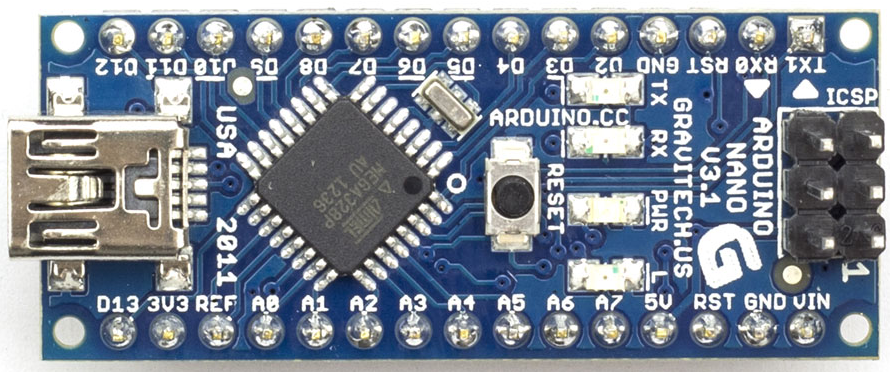 D12 D11 D10 D9 D8 D7 D6 D5 D4 D3 D2 GND RST RX0 TX1
ICSP
TX
RX
PWR
L
ARDUINO.CC
RESET
USA
2011
ATMEL
MEGA328P
AU 1236
GRAVITECH.US
ARDUINO
NANO
V3.1
G
1
D13 3V3 REF A0 A1 A2 A3 A4 A5 A6 A7 5V RST GND VIN